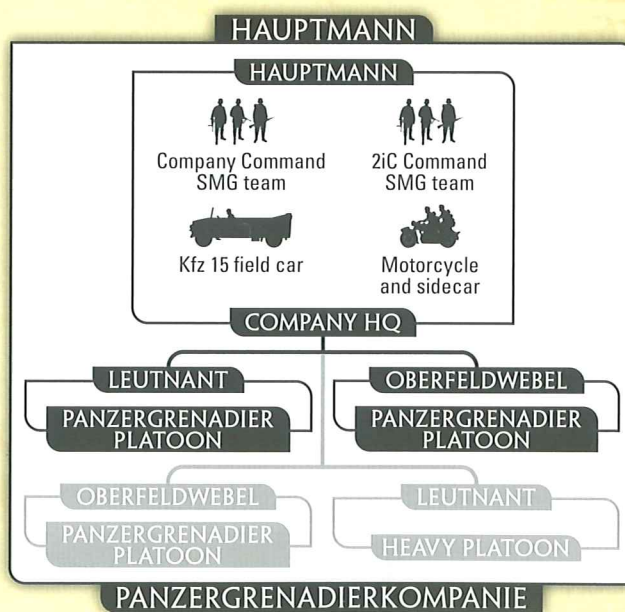 HAUPTMANN
HAUPTMANN
Company Command
SMG team
2iC Command
SMG team
Kfz 15 field car
Motorcycle
and sidecar
COMPANY HQ
LEUTNANT
PANZERGRENADIER
PLATOON
OBERFELDWEBEL
PANZERGRENADIER
PLATOON
OBERFELDWEBEL
PANZERGRENADIER
PLATOON
LEUTNANT
HEAVY PLATOON
PANZERGRENADIERKOMPANIE